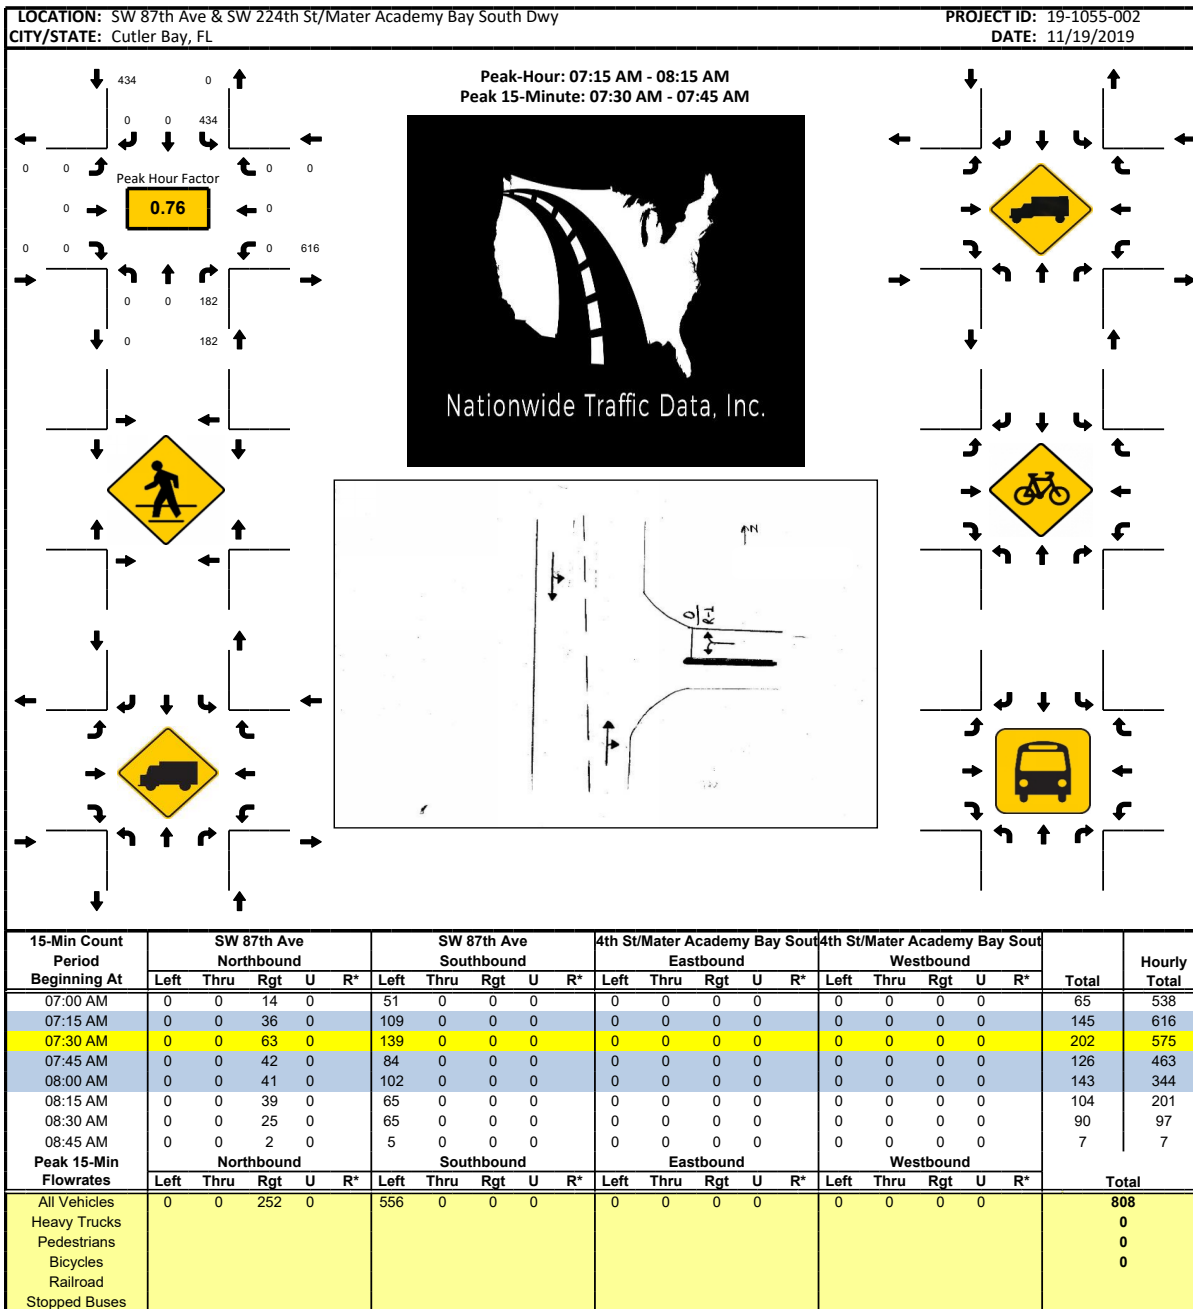 LOCATION: SW 87th Ave & SW 224th St/Mater Academy Bay South Dwy PROJECT ID: 19-1055-002
CITY/STATE: Cutler Bay, FL DATE: 11/19/2019
Peak-Hour: 07:15 AM - 08:15 AM
Peak 15-Minute: 07:30 AM - 07:45 AM
434 0
0 0 434
0 0 0 0
Peak Hour Factor
0 0.76 0
0 0 0 616
0 0 182
0 182
Nationwide Traffic Data, Inc.
N
R-1
15-Min Count SW 87th Ave SW 87th Ave 4th St/Mater Academy Bay Sout 4th St/Mater Academy Bay Sout
Period Northbound Southbound Eastbound Westbound Hourly
Beginning At Left Thru Rgt U R* Left Thru Rgt U R* Left Thru Rgt U R* Left Thru Rgt U R* Total Total
07:00 AM 0 0 14 0 51 0 0 0 0 0 0 0 0 0 0 0 65 538
07:15 AM 0 0 36 0 109 0 0 0 0 0 0 0 0 0 0 0 145 616
07:30 AM 0 0 63 0 139 0 0 0 0 0 0 0 0 0 0 0 202 575
07:45 AM 0 0 42 0 84 0 0 0 0 0 0 0 0 0 0 0 126 463
08:00 AM 0 0 41 0 102 0 0 0 0 0 0 0 0 0 0 0 143 344
08:15 AM 0 0 39 0 65 0 0 0 0 0 0 0 0 0 0 0 104 201
08:30 AM 0 0 25 0 65 0 0 0 0 0 0 0 0 0 0 0 90 97
08:45 AM 0 0 2 0 5 0 0 0 0 0 0 0 0 0 0 0 7 7
Peak 15-Min Northbound Southbound Eastbound Westbound
Flowrates Left Thru Rgt U R* Left Thru Rgt U R* Left Thru Rgt U R* Left Thru Rgt U R* Total
All Vehicles 0 0 252 0 556 0 0 0 0 0 0 0 0 0 0 0 808
Heavy Trucks 0
Pedestrians 0
Bicycles 0
Railroad
Stopped Buses